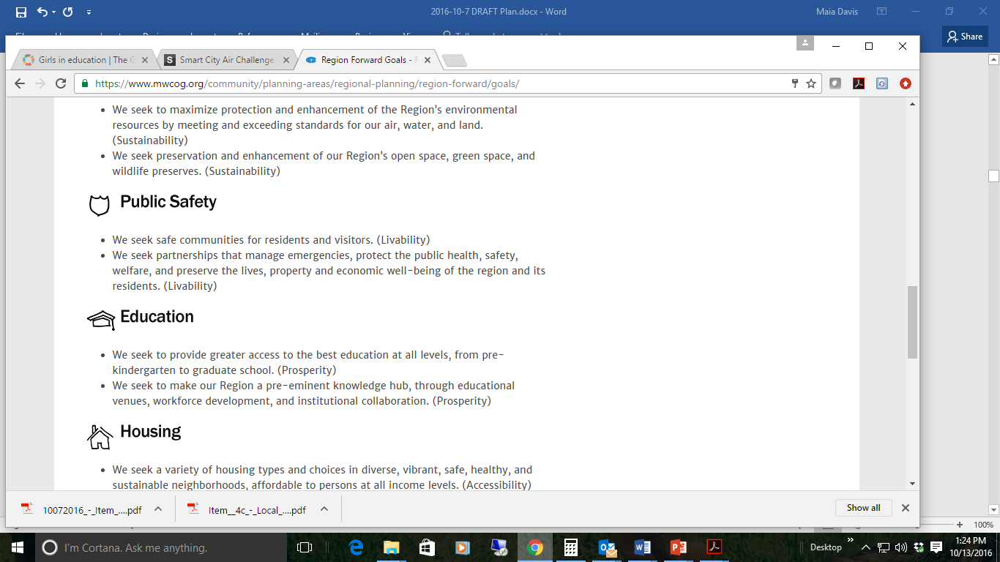 2016-10-7 DRAFT Plan.docx - Word
Maia Davis
Share
Girls in education | The G
Smart City Air Challenge
Region Forward Goals -
https://www.mwcog.org/community/planning-areas/regional-planning/region-forward/goals/
• We seek to maximize protection and enhancement of the Region’s environmental
resources by meeting and exceeding standards for our air, water, and land.
(Sustainability)
• We seek preservation and enhancement of our Region’s open space, green space, and
wildlife preserves. (Sustainability)
Public Safety
• We seek safe communities for residents and visitors. (Livability)
• We seek partnerships that manage emergencies, protect the public health, safety,
welfare, and preserve the lives, property and economic well-being of the region and its
residents. (Livability)
Education
• We seek to provide greater access to the best education at all levels, from pre-
kindergarten to graduate school. (Prosperity)
• We seek to make our Region a pre-eminent knowledge hub, through educational
venues, workforce development, and institutional collaboration. (Prosperity)
Housing
• We seek a variety of housing types and choices in diverse, vibrant, safe, healthy, and
sustainable neighborhoods, affordable to persons at all income levels. (Accessibility)
10072016_-_Item_....pdf
Item__4c_-_Local_....pdf
Show all
100%
I'm Cortana. Ask me anything.
Desktop
1:24 PM
10/13/2016